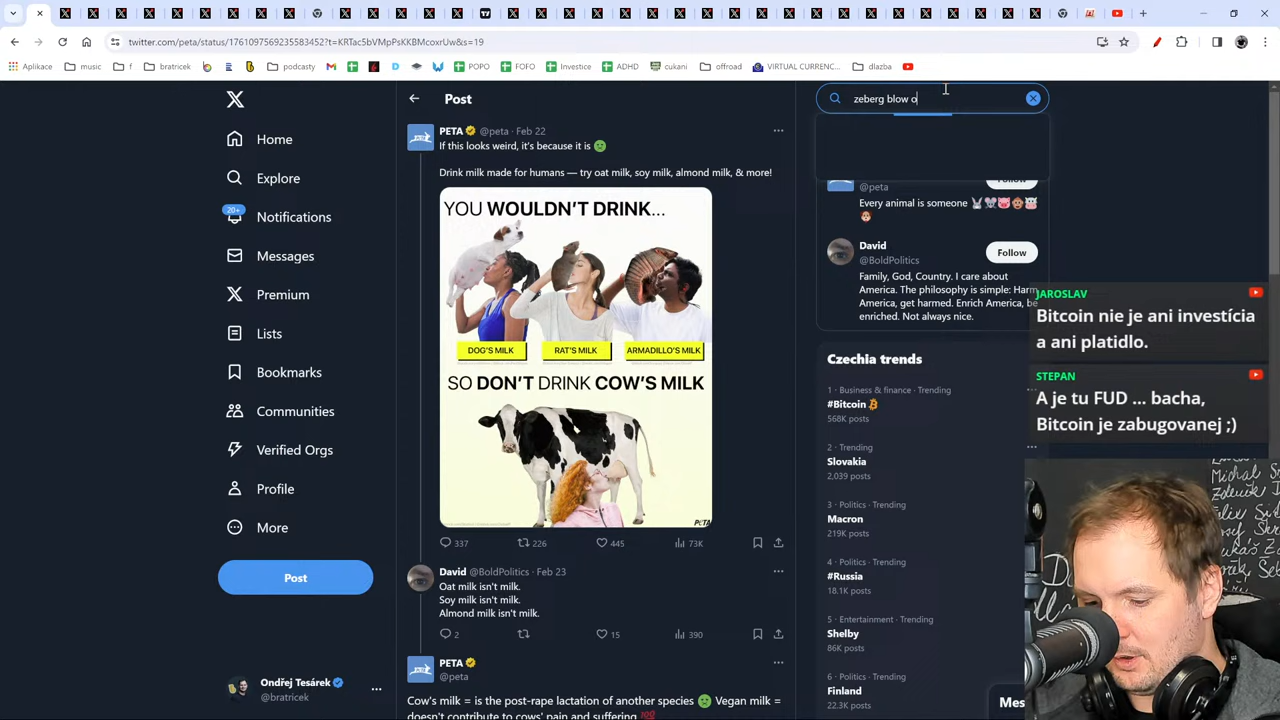 twitter.com/peta/status/1761097569235583452?t=KRTac5bVMpPsKKBMcoxrUw&s=19
Aplikace
music
f
bratricek
podcasty
POPO
FOFO
Investice
ADHD
cukani
offroad
VIRTUAL CURRENC...
dlazba
Home
Explore
20+
Notifications
Messages
Premium
Lists
Bookmarks
Communities
Verified Orgs
Profile
More
Post
Ondřej Tesárek
@bratricek
Post
PETA @peta · Feb 22
If this looks weird, it's because it is 🤢
Drink milk made for humans — try oat milk, soy milk, almond milk, & more!
YOU WOULDN'T DRINK...
DOG'S MILK
RAT'S MILK
ARMADILLO'S MILK
SO DON'T DRINK COW'S MILK
PETA
337
226
445
73K
David @BoldPolitics · Feb 23
Oat milk isn't milk.
Soy milk isn't milk.
Almond milk isn't milk.
2
15
390
PETA
@peta
Cow's milk = is the post-rape lactation of another species 🤢 Vegan milk =
doesn't contribute to cows' pain and suffering 💯
zeberg blow o
@peta
Follow
Every animal is someone
David
@BoldPolitics
Follow
Family, God, Country. I care about
America. The philosophy is simple: Harm
America, get harmed. Enrich America, be
enriched. Not always nice.
Czechia trends
1 · Business & finance · Trending
#Bitcoin
568K posts
2 · Trending
Slovakia
2,039 posts
3 · Politics · Trending
Macron
219K posts
4 · Politics · Trending
#Russia
18.1K posts
5 · Entertainment · Trending
Shelby
86K posts
6 · Politics · Trending
Finland
22.3K posts
Mes
JAROSLAV
Bitcoin nie je ani investícia
a ani platidlo.
STEPAN
A je tu FUD ... bacha,
Bitcoin je zabugovanej ;)